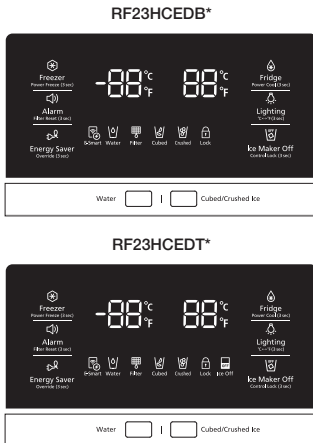 RF23HCEDB*
Freezer
Power Freeze (3 sec)
Alarm
Filter Reset (3 sec)
Energy Saver
Override (3 sec)
-88 °C °F
88 °C °F
E-Smart Water Filter Cubed Crushed Lock
Fridge
Power Cool (3 sec)
Lighting
°C↔°F(3 sec)
Ice Maker Off
Control Lock (3 sec)
Water Cubed/Crushed Ice
RF23HCEDT*
Freezer
Power Freeze (3 sec)
Alarm
Filter Reset (3 sec)
Energy Saver
Override (3 sec)
-88 °C °F
88 °C °F
E-Smart Water Filter Cubed Crushed Lock Ice Off
Fridge
Power Cool (3 sec)
Lighting
°C↔°F(3 sec)
Ice Maker Off
Control Lock (3 sec)
Water Cubed/Crushed Ice